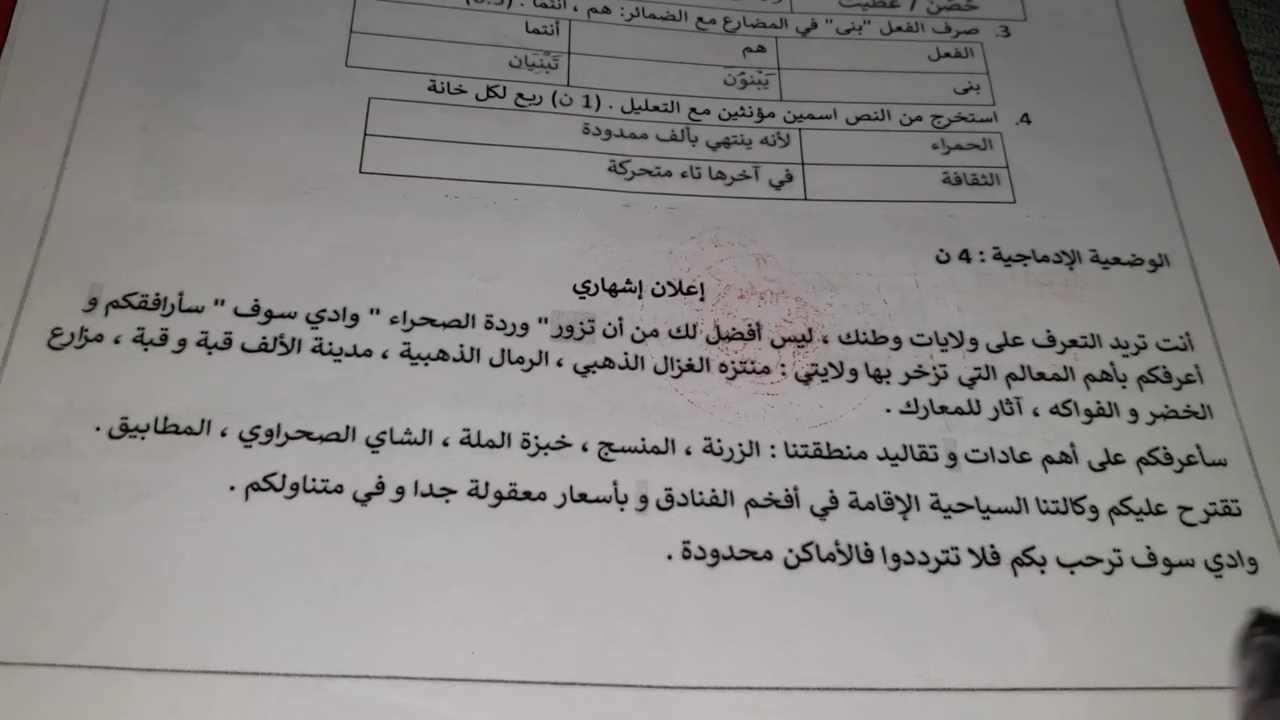 حَصّنَ / غطيت
3. صرف الفعل "بنى" في المضارع مع الضمائر: هم ، أنتما .
الفعل هم أنتما
بنى يَبْنُونَ تَبْنِيَان
4. استخرج من النص اسمين مؤنثين مع التعليل . (1 ن) ربع لكل خانة
الحمراء لأنه ينتهي بألف ممدودة
الثقافة في آخرها تاء متحركة
الوضعية الإدماجية : 4 ن
إعلان إشهاري
أنت تريد التعرف على ولايات وطنك ، ليس أفضل لك من أن تزور " وردة الصحراء " وادي سوف " سأرافقكم و
أعرفكم بأهم المعالم التي تزخر بها ولايتي : منتزه الغزال الذهبي ، الرمال الذهبية ، مدينة الألف قبة و قبة ، مزارع
الخضر و الفواكه ، آثار للمعارك .
سأعرفكم على أهم عادات و تقاليد منطقتنا : الزرنة ، المنسج ، خبزة الملة ، الشاي الصحراوي ، المطابيق .
تقترح عليكم وكالتنا السياحية الإقامة في أفخم الفنادق و بأسعار معقولة جدا و في متناولكم .
وادي سوف ترحب بكم فلا تترددوا فالأماكن محدودة .